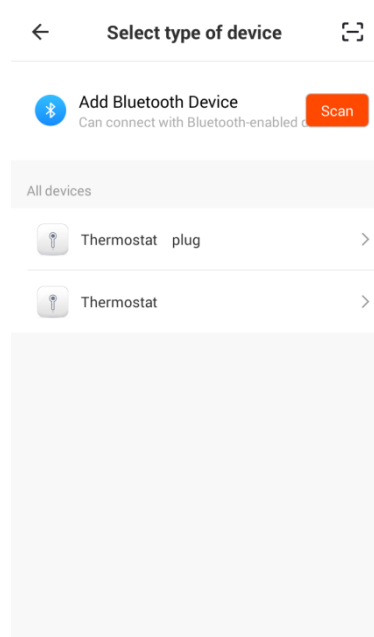 Select type of device
Add Bluetooth Device
Scan
Can connect with Bluetooth-enabled
All devices
Thermostat plug
Thermostat